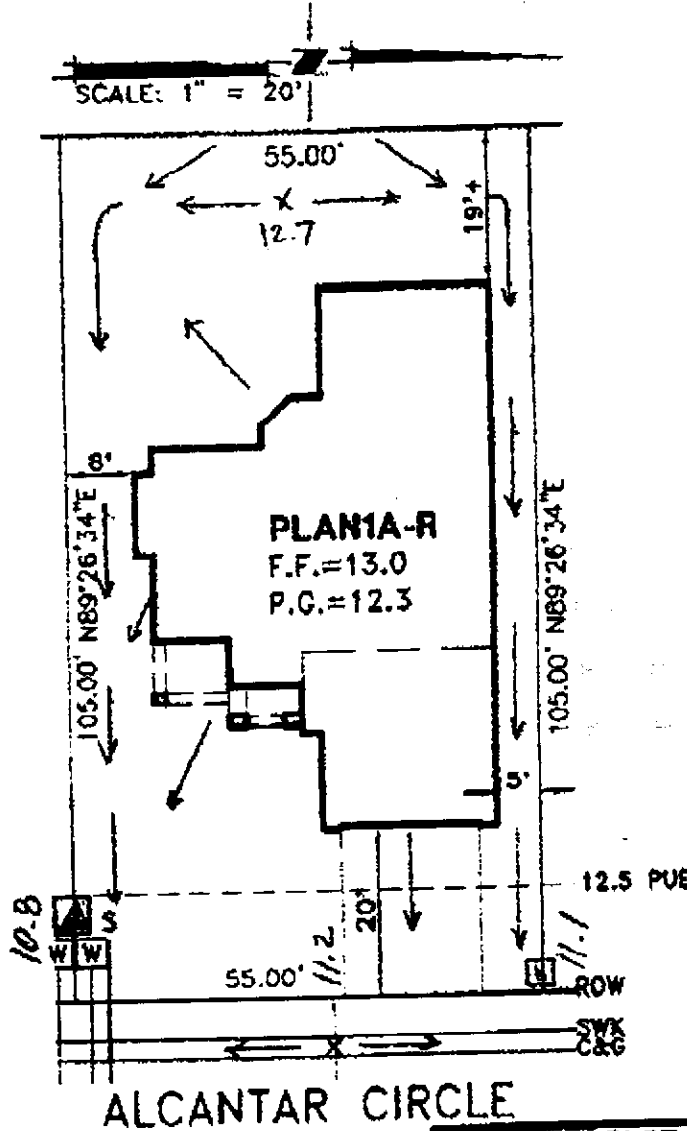 SCALE: 1" = 20'
55.00'
X
12.7
19'+
8'
105.00' N89°26'34"E
PLAN1A-R
F.F.=13.0
P.G.=12.3
105.00' N89°26'34"E
5'
12.5 PUE
10.8
S
W W
55.00'
11.2
20'
11.1
ROW
SWK
C&G
X
ALCANTAR CIRCLE